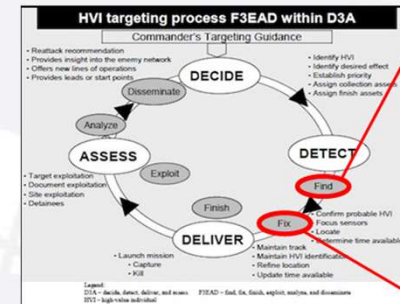 HVI targeting process F3EAD within D3A
Commander's Targeting Guidance
• Reattack recommendation
• Provides insight into the enemy network
• Offers new lines of operations
• Provides leads or start points
DECIDE
• Identify HVI
• Identify desired effect
• Establish priority
• Assign collection assets
• Assign finish assets
Disseminate
Analyze
ASSESS
DETECT
Exploit
Find
• Target exploitation
• Document exploitation
• Site exploitation
• Detainees
Finish
Fix
• Confirm probable HVI
• Focus sensors
• Locate
Determine time available
DELIVER
• Launch mission
• Capture
• Kill
• Maintain track
• Maintain HVI identification
• Refine location
• Update time available
Legend:
D3A – decide, detect, deliver, and assess F3EAD – find, fix, finish, exploit, analyze, and disseminate
HVI – high-value individual